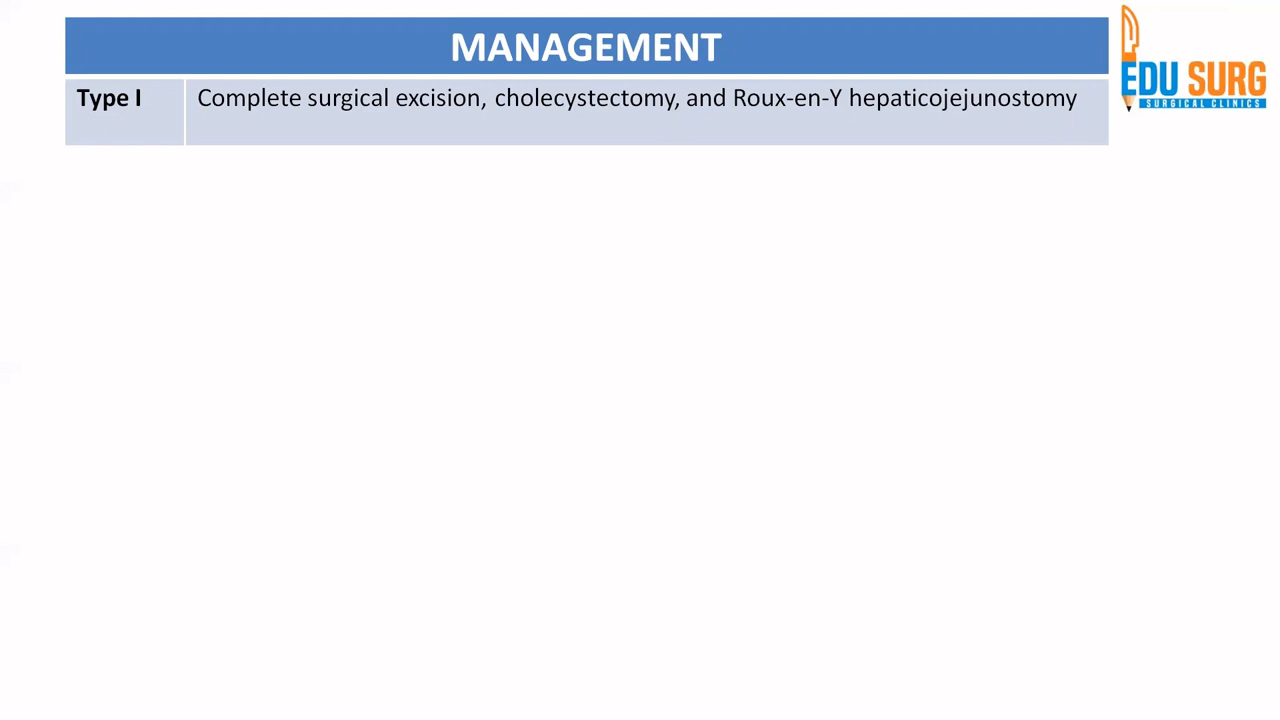 MANAGEMENT
Type I
Complete surgical excision, cholecystectomy, and Roux-en-Y hepaticojejunostomy
EDU SURG
SURGICAL CLINICS